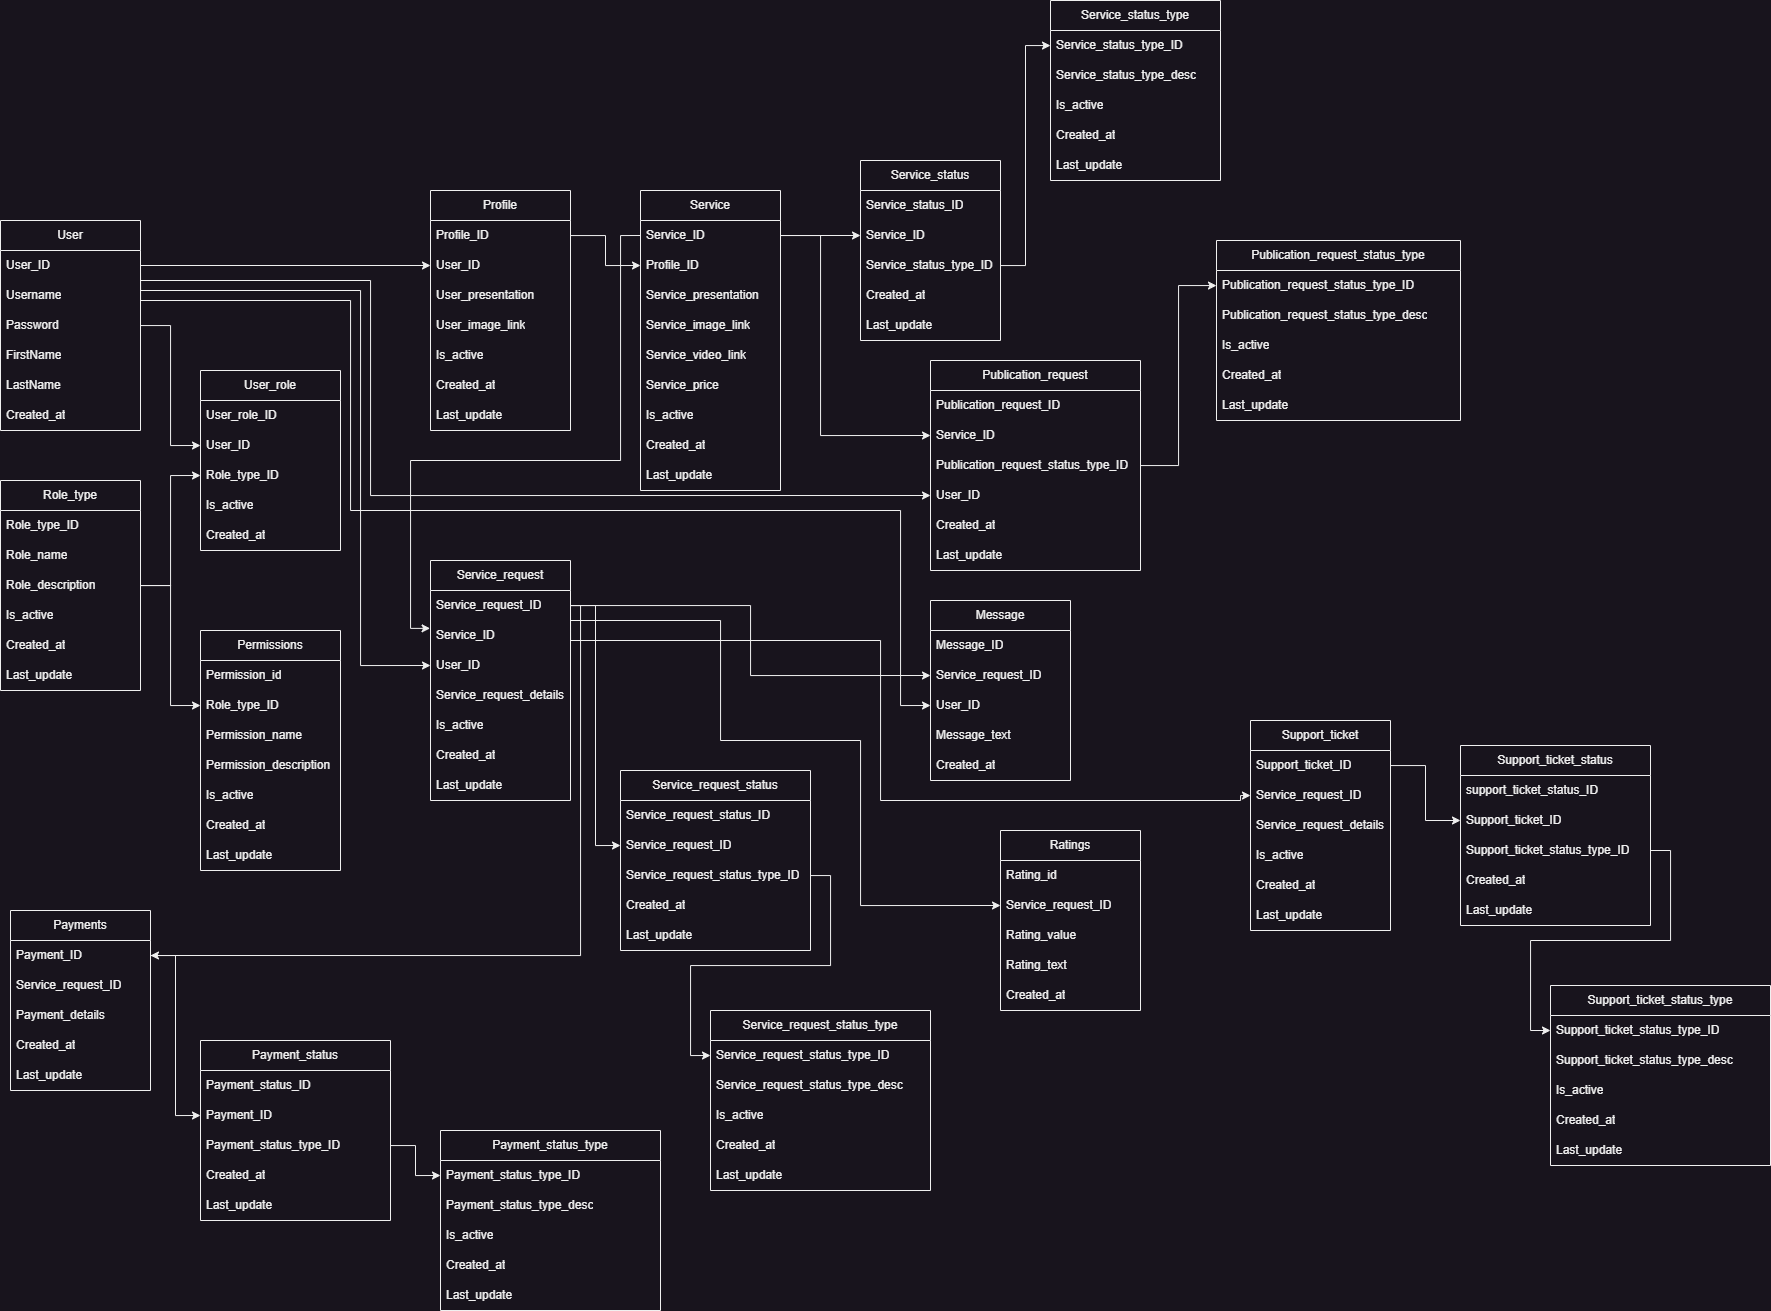 Service_status_type
Service_status_type_ID
Service_status_type_desc
Is_active
Created_at
Last_update
Service_status
Service_status_ID
Service_ID
Service_status_type_ID
Created_at
Last_update
Profile
Profile_ID
User_ID
User_presentation
User_image_link
Is_active
Created_at
Last_update
Service
Service_ID
Profile_ID
Service_presentation
Service_image_link
Service_video_link
Service_price
Is_active
Created_at
Last_update
User
User_ID
Username
Password
FirstName
LastName
Created_at
Publication_request_status_type
Publication_request_status_type_ID
Publication_request_status_type_desc
Is_active
Created_at
Last_update
Publication_request
Publication_request_ID
Service_ID
Publication_request_status_type_ID
User_ID
Created_at
Last_update
User_role
User_role_ID
User_ID
Role_type_ID
Is_active
Created_at
Role_type
Role_type_ID
Role_name
Role_description
Is_active
Created_at
Last_update
Service_request
Service_request_ID
Service_ID
User_ID
Service_request_details
Is_active
Created_at
Last_update
Message
Message_ID
Service_request_ID
User_ID
Message_text
Created_at
Permissions
Permission_id
Role_type_ID
Permission_name
Permission_description
Is_active
Created_at
Last_update
Support_ticket
Support_ticket_ID
Service_request_ID
Service_request_details
Is_active
Created_at
Last_update
Support_ticket_status
support_ticket_status_ID
Support_ticket_ID
Support_ticket_status_type_ID
Created_at
Last_update
Service_request_status
Service_request_status_ID
Service_request_ID
Service_request_status_type_ID
Created_at
Last_update
Ratings
Rating_id
Service_request_ID
Rating_value
Rating_text
Created_at
Payments
Payment_ID
Service_request_ID
Payment_details
Created_at
Last_update
Support_ticket_status_type
Support_ticket_status_type_ID
Support_ticket_status_type_desc
Is_active
Created_at
Last_update
Service_request_status_type
Service_request_status_type_ID
Service_request_status_type_desc
Is_active
Created_at
Last_update
Payment_status
Payment_status_ID
Payment_ID
Payment_status_type_ID
Created_at
Last_update
Payment_status_type
Payment_status_type_ID
Payment_status_type_desc
Is_active
Created_at
Last_update